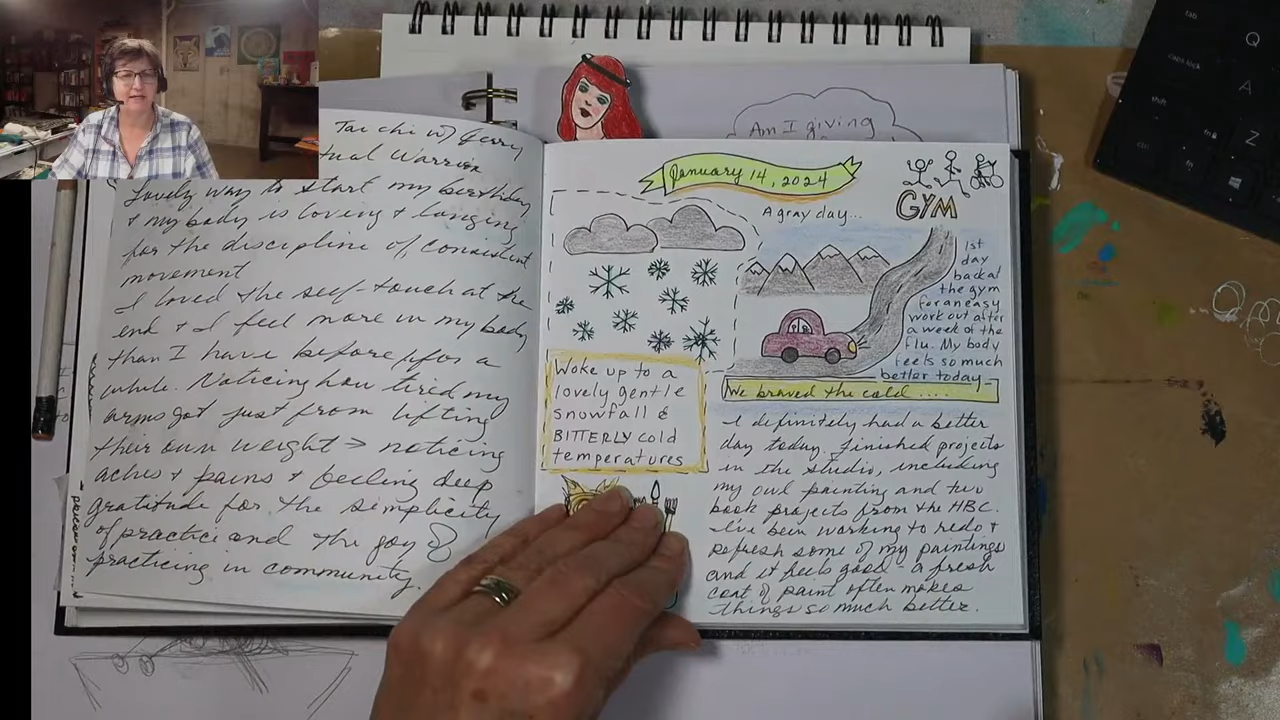 Tai chi w/ Gerry
tual Warrior
Lovely way to start my birthday
& my body is loving & longing
for the discipline of consistent
movement
I loved the self-touch at the
end & I feel more in my body
than I have before for a
while. Noticing how tired my
arms got just from lifting
their own weight > noticing
aches & pains & feeling deep
gratitude for the simplicity
of practice and the joy of
practicing in community.
Am I giving
January 14, 2024
A gray day...
GYM
1st
day
back at
the gym
for an easy
work out after
a week of the
flu. My body
feels so much
better today
We braved the cold ....
Woke up to a
lovely gentle
snowfall &
BITTERLY cold
temperatures
I definitely had a better
day today. Finished projects
in the studio, including
my owl painting and two
book projects from the HBC.
I've been working to redo &
refresh some of my paintings
and it feels good. a fresh
coat of paint often makes
things so much better.
tab
caps lock
shift
fn
ctrl
Q
A
Z